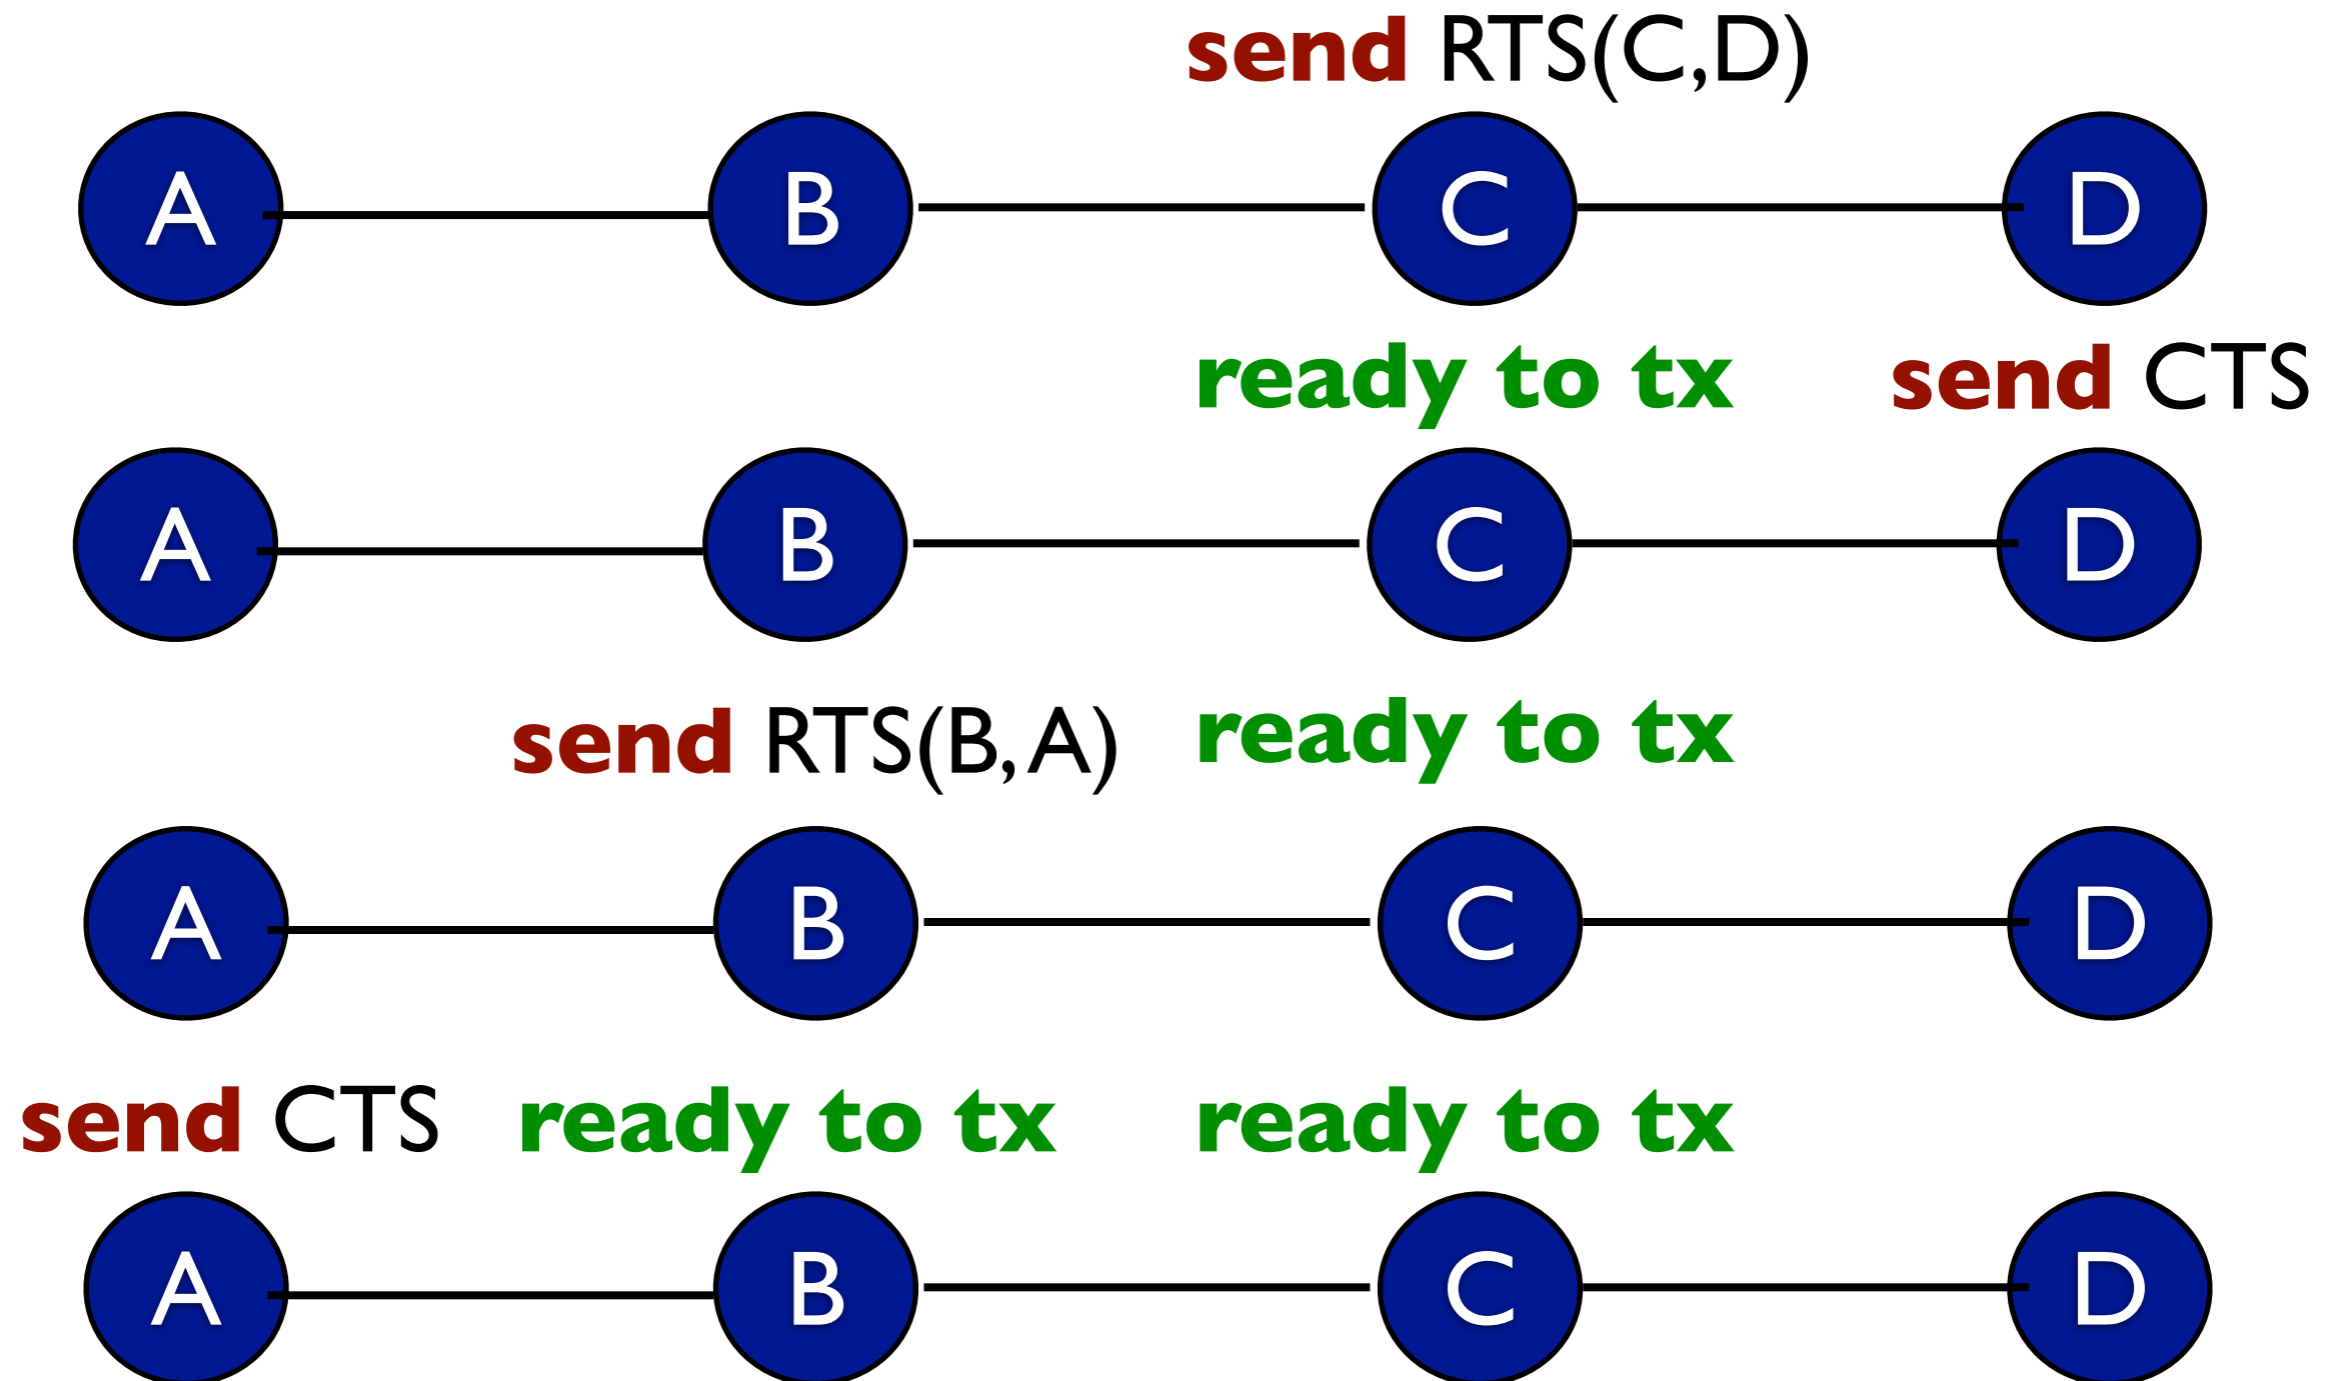 send RTS(C,D)
A B C D
ready to tx send CTS
A B C D
send RTS(B,A) ready to tx
A B C D
send CTS ready to tx ready to tx
A B C D